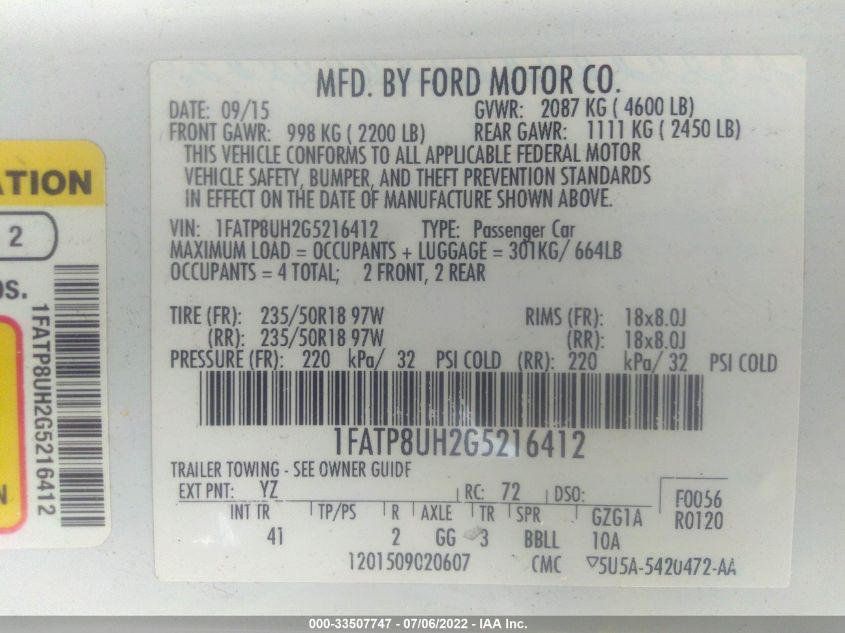 MFD. BY FORD MOTOR CO.
DATE: 09/15 GVWR: 2087 KG ( 4600 LB)
FRONT GAWR: 998 KG ( 2200 LB) REAR GAWR: 1111 KG ( 2450 LB)
THIS VEHICLE CONFORMS TO ALL APPLICABLE FEDERAL MOTOR
VEHICLE SAFETY, BUMPER, AND THEFT PREVENTION STANDARDS
IN EFFECT ON THE DATE OF MANUFACTURE SHOWN ABOVE.
VIN: 1FATP8UH2G5216412 TYPE: Passenger Car
MAXIMUM LOAD = OCCUPANTS + LUGGAGE = 301KG/ 664LB
OCCUPANTS = 4 TOTAL; 2 FRONT, 2 REAR
TIRE (FR): 235/50R18 97W RIMS (FR): 18x8.0J
(RR): 235/50R18 97W (RR): 18x8.0J
PRESSURE (FR): 220 kPa/ 32 PSI COLD (RR): 220 kPa/ 32 PSI COLD
1FATP8UH2G5216412
TRAILER TOWING - SEE OWNER GUIDE
EXT PNT: YZ RC: 72 DSO: F0056
INT TR TP/PS R AXLE TR SPR GZG1A R0120
41 2 GG 3 BBLL 10A
1201509020607 CMC 5U5A-5420472-AA
ATION
2
OS.
1FATP8UH2G5216412
N
000-33507747 - 07/06/2022 - IAA Inc.